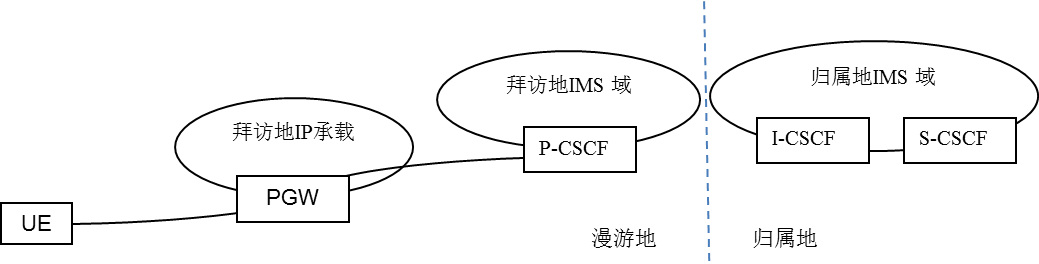 归属地IMS 域
拜访地IMS 域
拜访地IP承载
P-CSCF
I-CSCF
S-CSCF
PGW
UE
漫游地
归属地